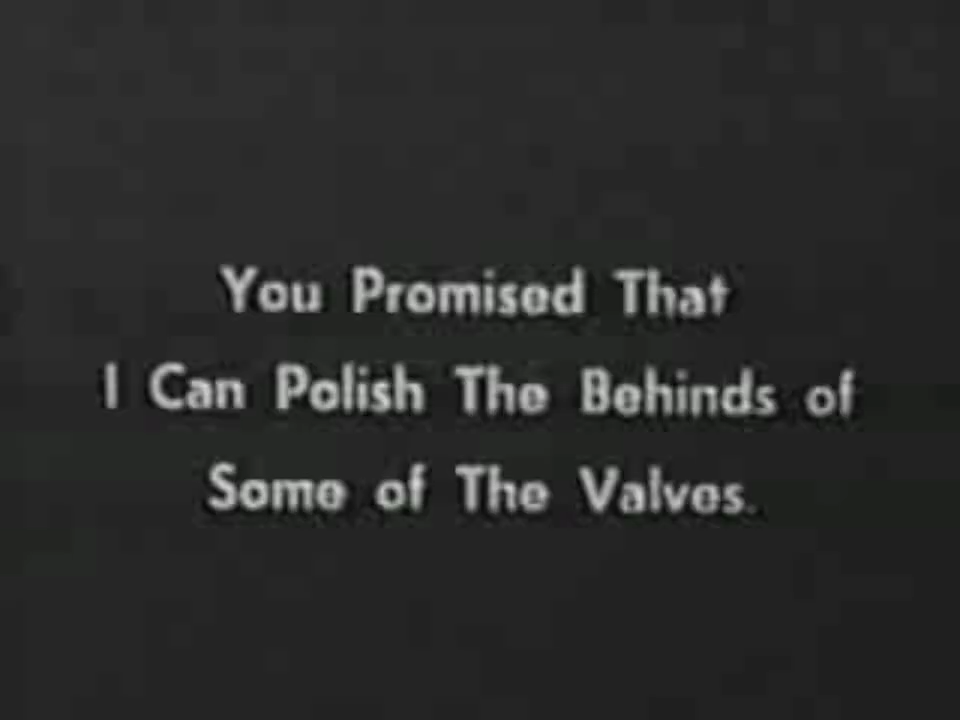 You Promised That
I Can Polish The Behinds of
Some of The Valves.